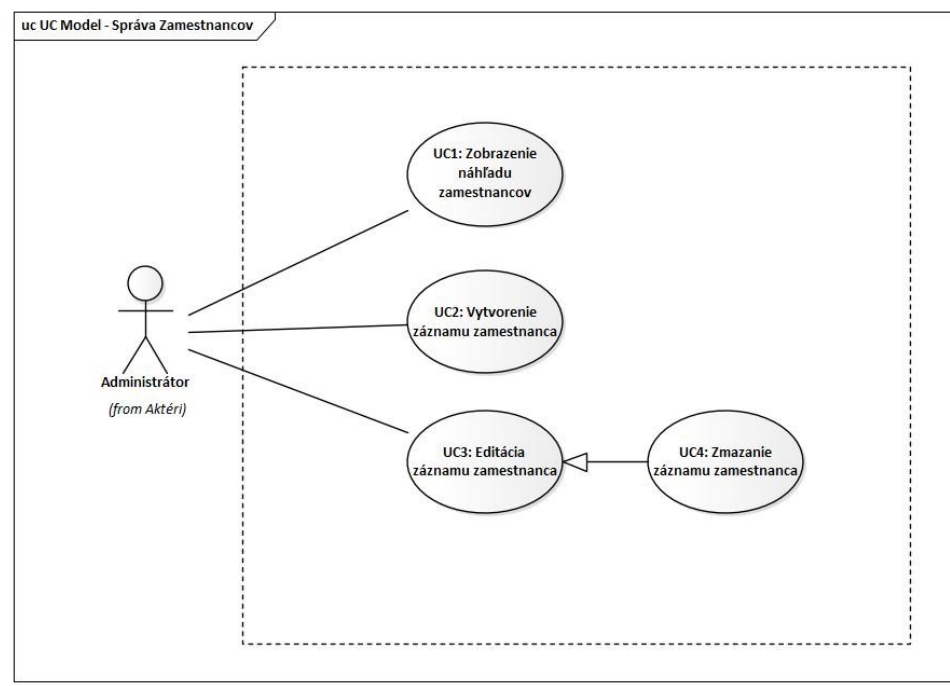 uc UC Model - Správa Zamestnancov
UC1: Zobrazenie
náhľadu
zamestnancov
UC2: Vytvorenie
záznamu zamestnanca
Administrátor
(from Aktéri)
UC3: Editácia
záznamu zamestnanca
UC4: Zmazanie
záznamu zamestnanca